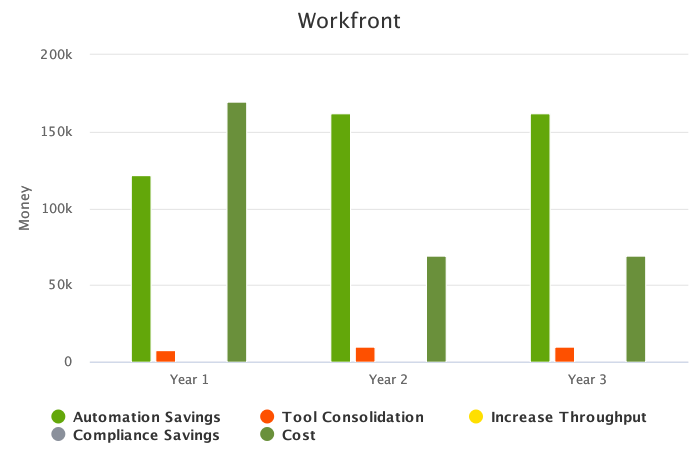 Workfront
200k
150k
100k
50k
0
Money
Year 1 Year 2 Year 3
Automation Savings Tool Consolidation Increase Throughput
Compliance Savings Cost